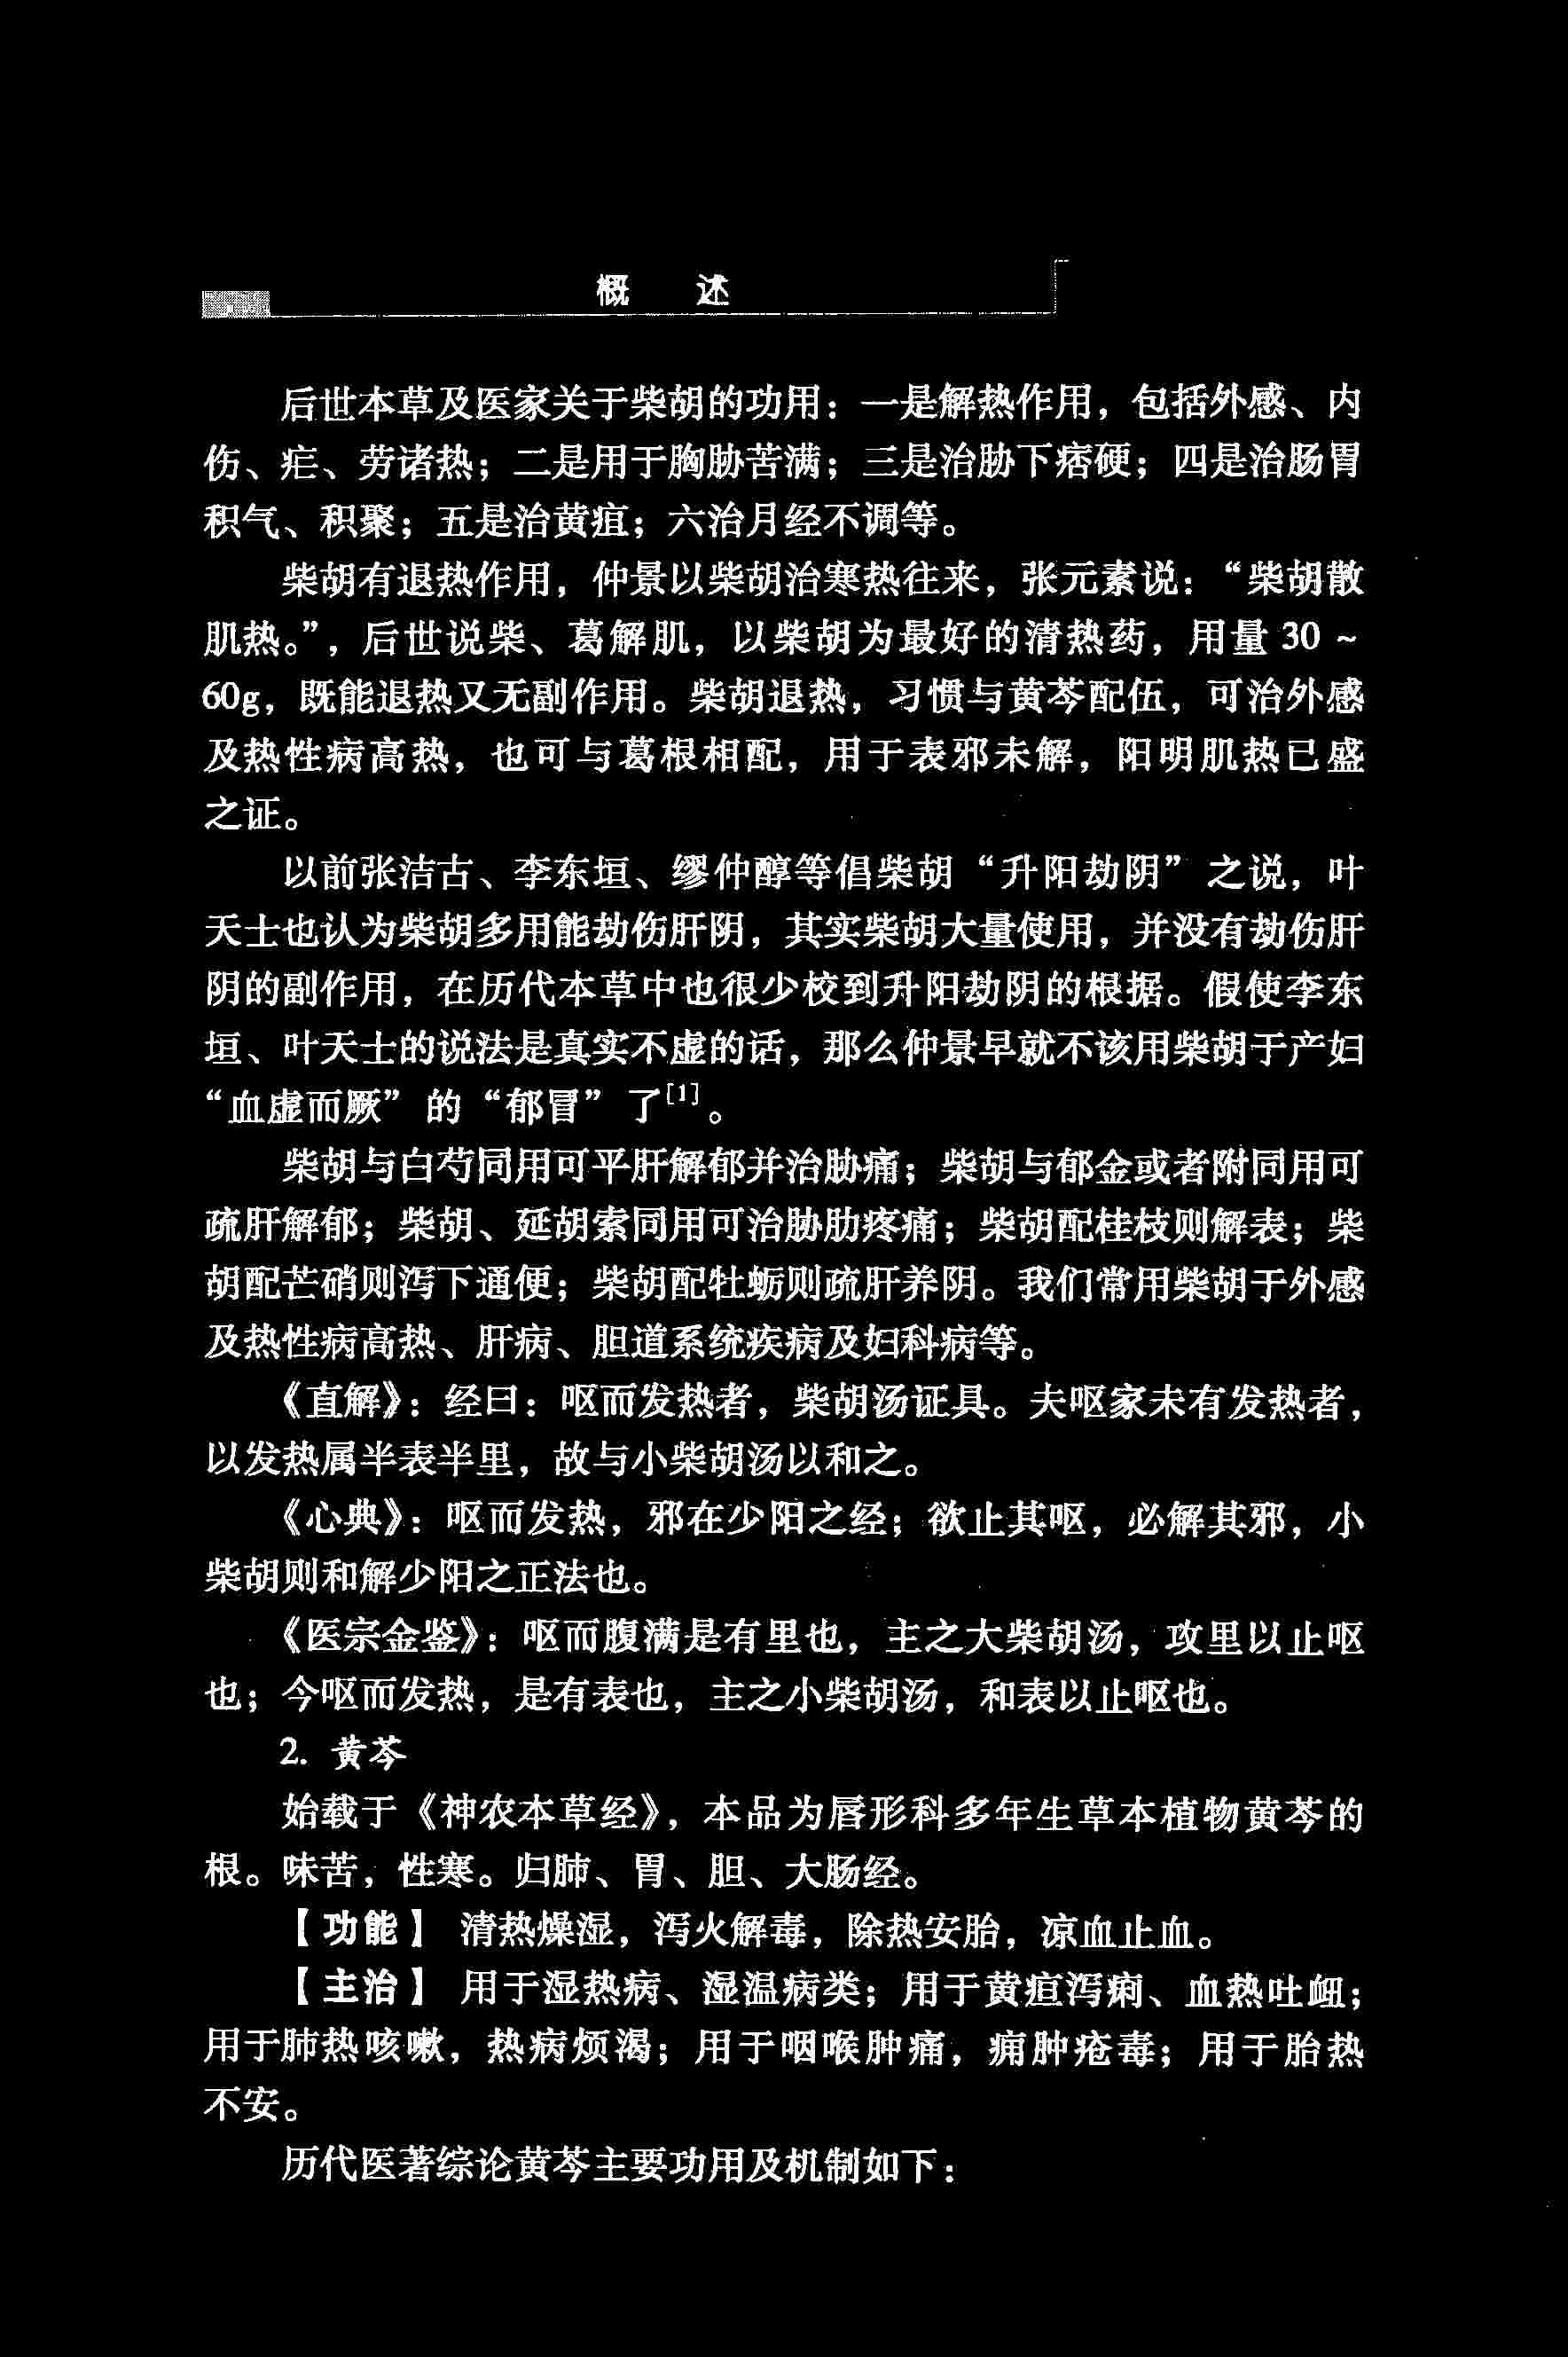 概 述
后世本草及医家关于柴胡的功用：一是解热作用，包括外感、内
伤、疟、劳诸热；二是用于胸胁苦满；三是治胁下痞硬；四是治肠胃
积气、积聚；五是治黄疸；六治月经不调等。
柴胡有退热作用，仲景以柴胡治寒热往来，张元素说：“柴胡散
肌热。”，后世说柴、葛解肌，以柴胡为最好的清热药，用量 30 ~
60g，既能退热又无副作用。柴胡退热，习惯与黄芩配伍，可治外感
及热性病高热，也可与葛根相配，用于表邪未解，阳明肌热已盛
之证。
以前张洁古、李东垣、缪仲醇等倡柴胡“升阳劫阴”之说，叶
天士也认为柴胡多用能劫伤肝阴，其实柴胡大量使用，并没有劫伤肝
阴的副作用，在历代本草中也很少校到升阳劫阴的根据。假使李东
垣、叶天士的说法是真实不虚的话，那么仲景早就不该用柴胡于产妇
“血虚而厥”的“郁冒”了[1]。
柴胡与白芍同用可平肝解郁并治胁痛；柴胡与郁金或者附同用可
疏肝解郁；柴胡、延胡索同用可治胁肋疼痛；柴胡配桂枝则解表；柴
胡配芒硝则泻下通便；柴胡配牡蛎则疏肝养阴。我们常用柴胡于外感
及热性病高热、肝病、胆道系统疾病及妇科病等。
《直解》：经曰：呕而发热者，柴胡汤证具。夫呕家未有发热者，
以发热属半表半里，故与小柴胡汤以和之。
《心典》：呕而发热，邪在少阳之经；欲止其呕，必解其邪，小
柴胡则和解少阳之正法也。
《医宗金鉴》：呕而腹满是有里也，主之大柴胡汤，攻里以止呕
也；今呕而发热，是有表也，主之小柴胡汤，和表以止呕也。
2. 黄芩
始载于《神农本草经》，本品为唇形科多年生草本植物黄芩的
根。味苦，性寒。归肺、胃、胆、大肠经。
【功能】 清热燥湿，泻火解毒，除热安胎，凉血止血。
【主治】 用于湿热病、湿温病类；用于黄疸泻痢、血热吐衄；
用于肺热咳嗽，热病烦渴；用于咽喉肿痛，痈肿疮毒；用于胎热
不安。
历代医著综论黄芩主要功用及机制如下：